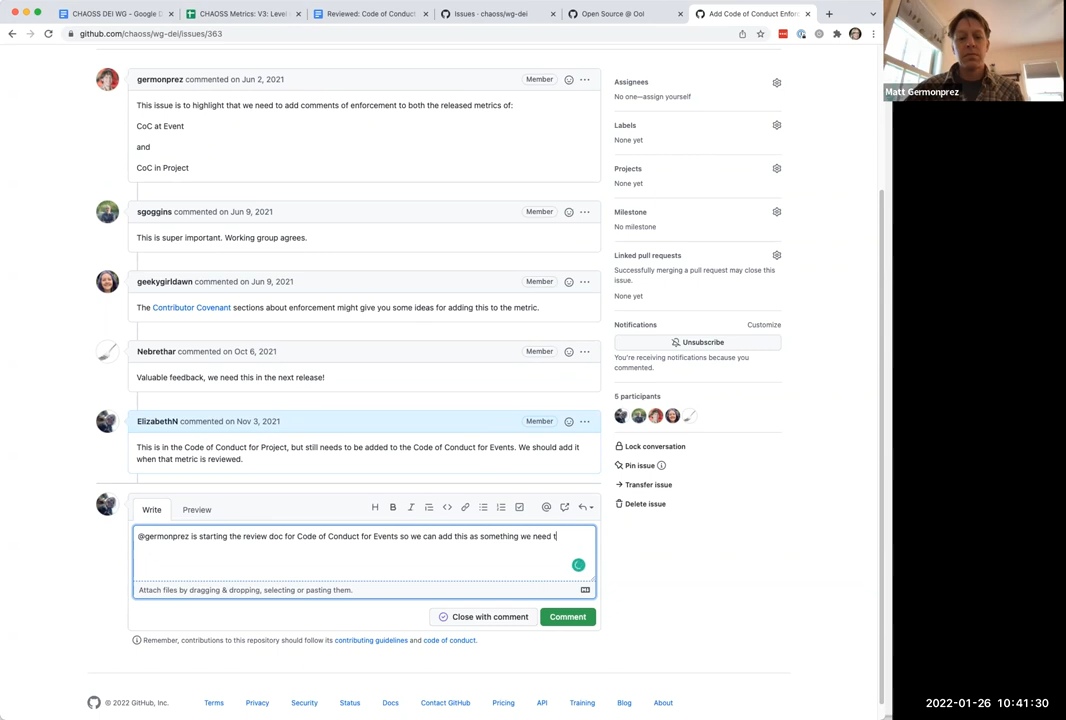 CHAOSS DEI WG - Google D
CHAOSS Metrics: V3: Level
Reviewed: Code of Conduct
Issues · chaoss/wg-dei
Open Source @ Ool
Add Code of Conduct Enfor
github.com/chaoss/wg-dei/issues/363
Matt Germonprez
germonprez commented on Jun 2, 2021
Member
This issue is to highlight that we need to add comments of enforcement to both the released metrics of:
CoC at Event
and
CoC in Project
sgoggins commented on Jun 9, 2021
Member
This is super important. Working group agrees.
geekygirldawn commented on Jun 9, 2021
Member
The Contributor Covenant sections about enforcement might give you some ideas for adding this to the metric.
Nebrethar commented on Oct 6, 2021
Member
Valuable feedback, we need this in the next release!
ElizabethN commented on Nov 3, 2021
Member
This is in the Code of Conduct for Project, but still needs to be added to the Code of Conduct for Events. We should add it
when that metric is reviewed.
Write
Preview
@germonprez is starting the review doc for Code of Conduct for Events so we can add this as something we need t
Attach files by dragging & dropping, selecting or pasting them.
Close with comment
Comment
Remember, contributions to this repository should follow its contributing guidelines and code of conduct.
Assignees
No one—assign yourself
Labels
None yet
Projects
None yet
Milestone
No milestone
Linked pull requests
Successfully merging a pull request may close this
issue.
None yet
Notifications
Customize
Unsubscribe
You're receiving notifications because you
commented.
5 participants
Lock conversation
Pin issue
Transfer issue
Delete issue
© 2022 GitHub, Inc.
Terms
Privacy
Security
Status
Docs
Contact GitHub
Pricing
API
Training
Blog
About
2022-01-26 10:41:30